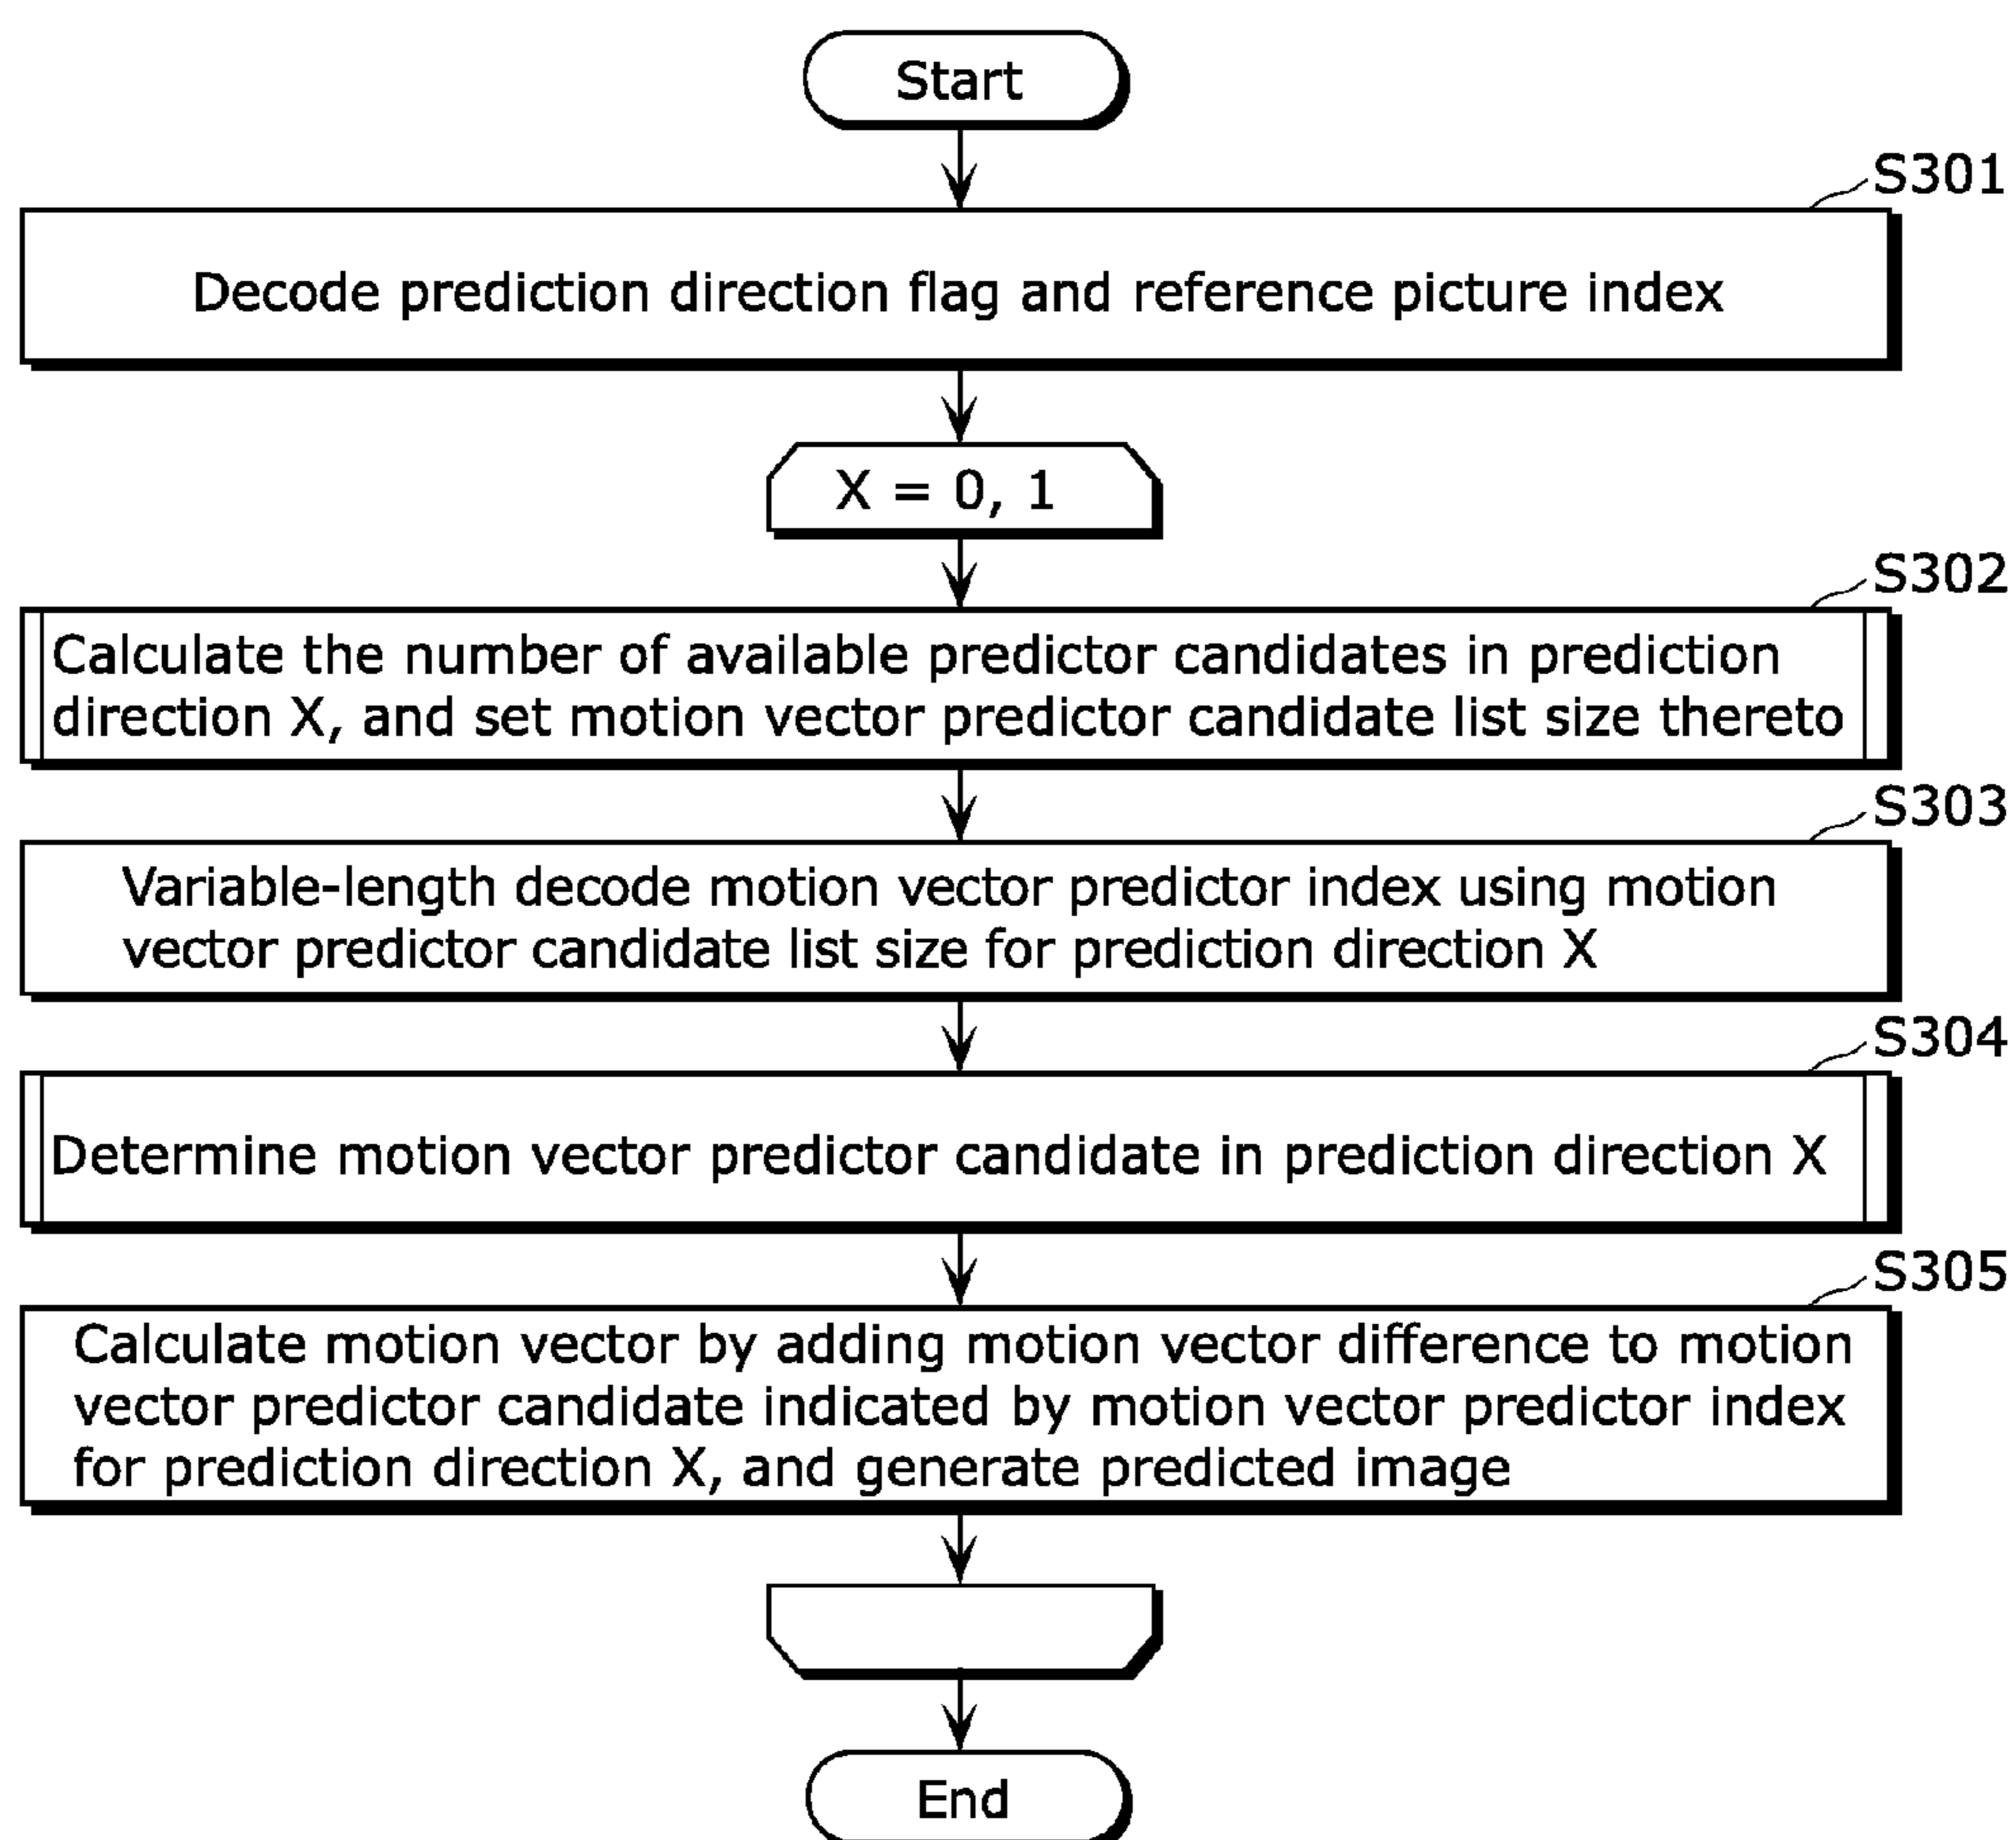 Start
S301
Decode prediction direction flag and reference picture index
X = 0, 1
S302
Calculate the number of available predictor candidates in prediction
direction X, and set motion vector predictor candidate list size thereto
S303
Variable-length decode motion vector predictor index using motion
vector predictor candidate list size for prediction direction X
S304
Determine motion vector predictor candidate in prediction direction X
S305
Calculate motion vector by adding motion vector difference to motion
vector predictor candidate indicated by motion vector predictor index
for prediction direction X, and generate predicted image
End